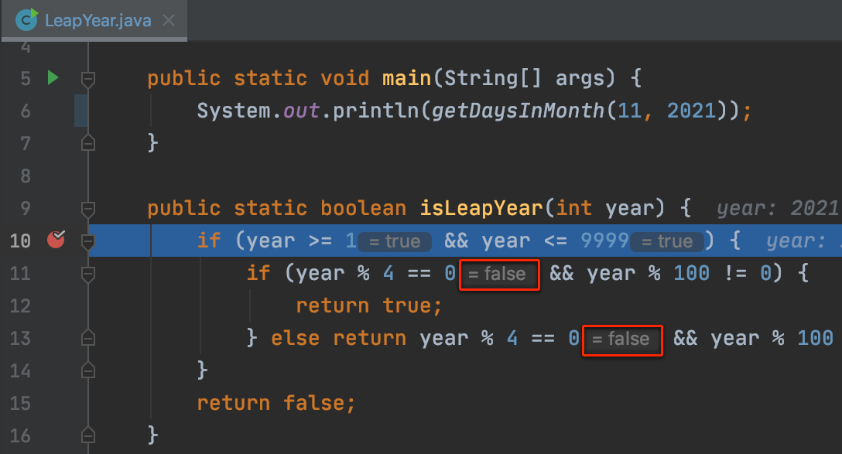 LeapYear.java
4
5 public static void main(String[] args) {
6 System.out.println(getDaysInMonth(11, 2021));
7 }
8
9 public static boolean isLeapYear(int year) { year: 2021
10 if (year >= 1 = true && year <= 9999 = true ) { year:
11 if (year % 4 == 0 = false && year % 100 != 0) {
12 return true;
13 } else return year % 4 == 0 = false && year % 100
14 }
15 return false;
16 }